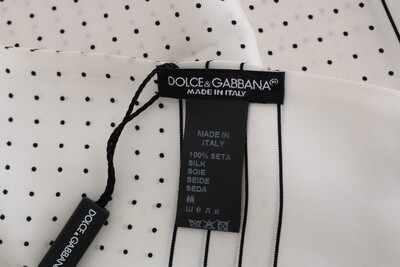 DOLCE & GABBANA
MADE IN ITALY
MADE IN
ITALY
100% SETA
SILK
SOIE
SEIDE
SEDA
шелк
DOLCE & GABBANA